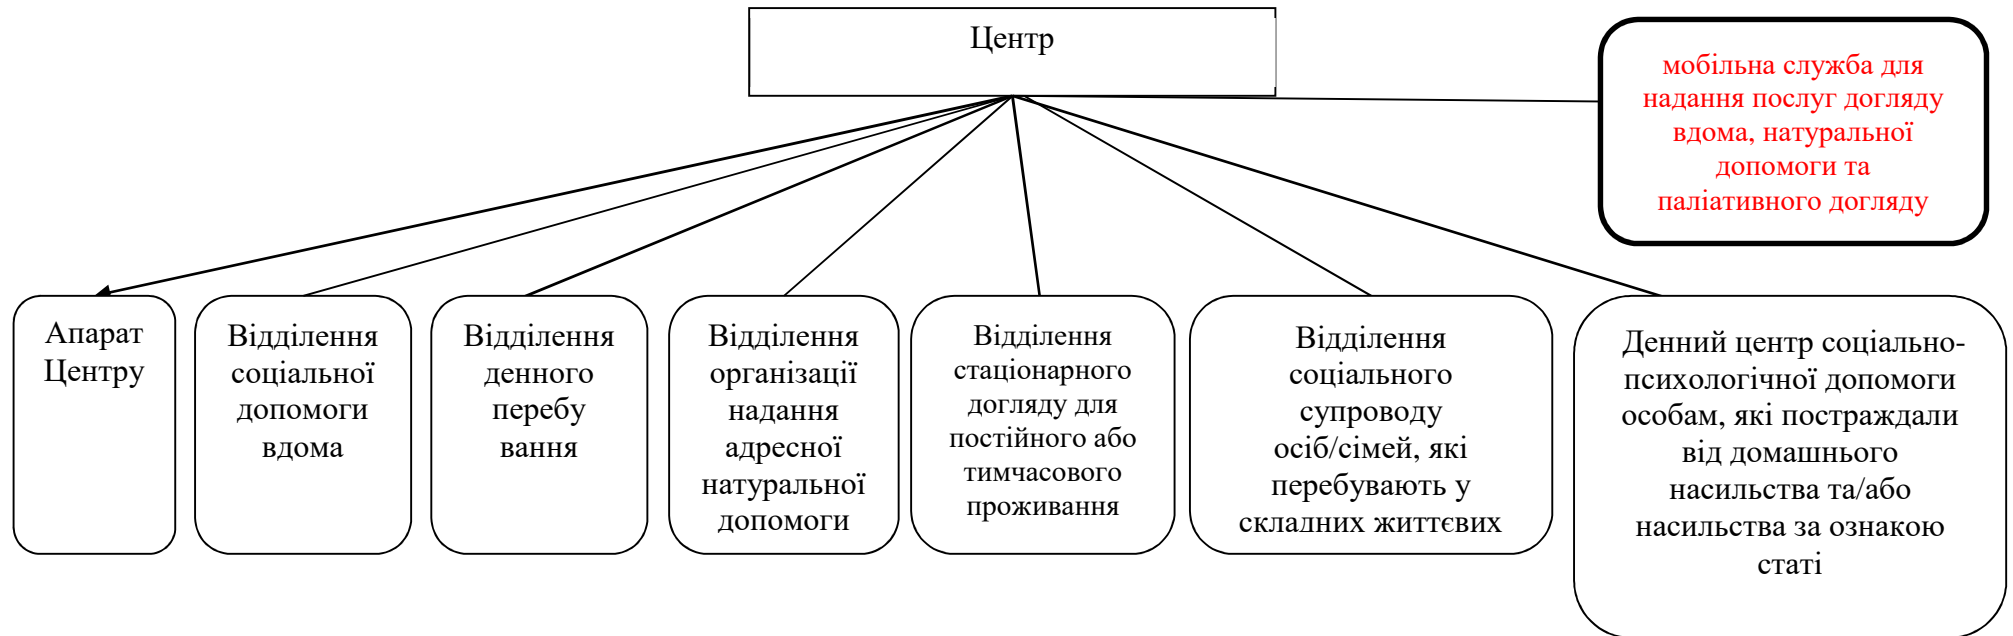 Центр
мобільна служба для
надання послуг догляду
вдома, натуральної
допомоги та
паліативного догляду
Апарат
Центру
Відділення
соціальної
допомоги
вдома
Відділення
денного
перебу
вання
Відділення
організації
надання
адресної
натуральної
допомоги
Відділення
стаціонарного
догляду для
постійного або
тимчасового
проживання
Відділення
соціального
супроводу
осіб/сімей, які
перебувають у
складних життєвих
Денний центр соціально-
психологічної допомоги
особам, які постраждали
від домашнього
насильства та/або
насильства за ознакою
статі